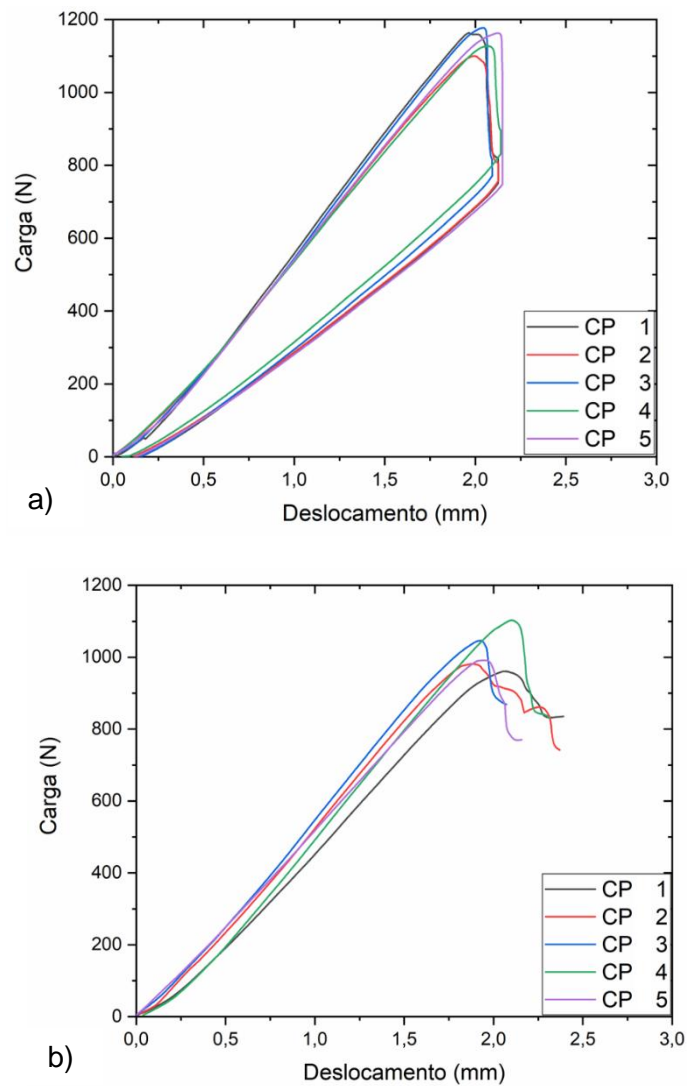 1200
1000
800
600
400
200
0
Carga (N)
0,0 0,5 1,0 1,5 2,0 2,5 3,0
Deslocamento (mm)
CP 1
CP 2
CP 3
CP 4
CP 5
a)
1200
1000
800
600
400
200
0
Carga (N)
0,0 0,5 1,0 1,5 2,0 2,5 3,0
Deslocamento (mm)
CP 1
CP 2
CP 3
CP 4
CP 5
b)